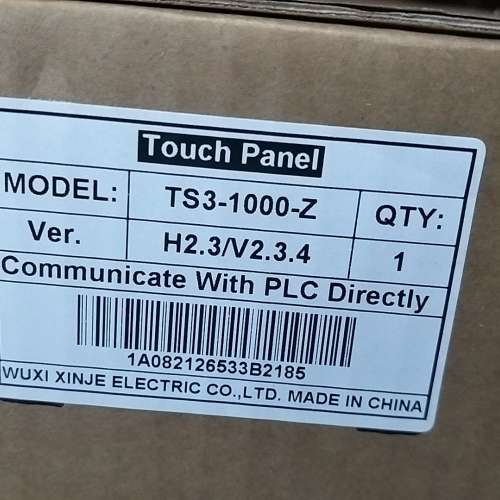 Touch Panel
MODEL: TS3-1000-Z QTY:
Ver. H2.3/V2.3.4 1
Communicate With PLC Directly
1A082126533B2185
WUXI XINJE ELECTRIC CO.,LTD. MADE IN CHINA